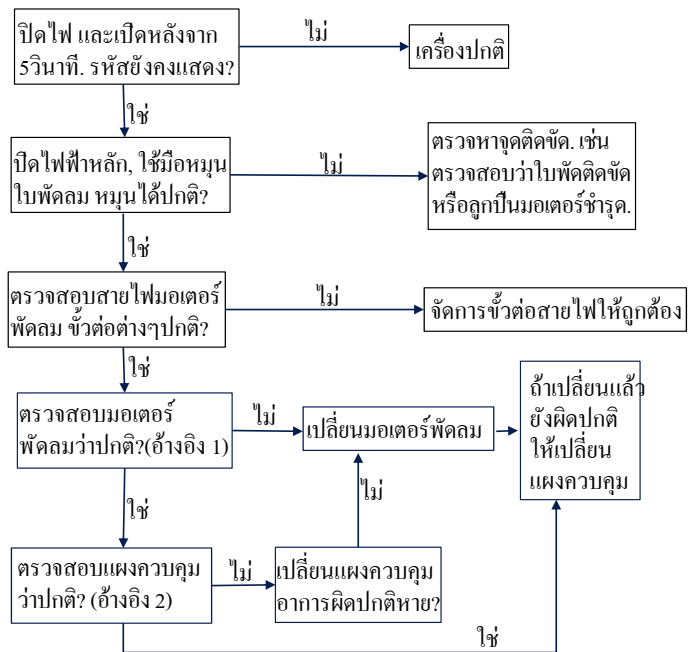 ปิดไฟ และเปิดหลังจาก
5วินาที. รหัสยังคงแสดง?
ไม่
เครื่องปกติ
ใช่
ปิดไฟฟ้าหลัก, ใช้มือหมุน
ใบพัดลม หมุนได้ปกติ?
ไม่
ตรวจหาจุดติดขัด. เช่น
ตรวจสอบว่าใบพัดติดขัด
หรือลูกปืนมอเตอร์ชำรุด.
ใช่
ตรวจสอบสายไฟมอเตอร์
พัดลม ขั้วต่อต่างๆปกติ?
ไม่
จัดการขั้วต่อสายไฟให้ถูกต้อง
ใช่
ตรวจสอบมอเตอร์
พัดลมว่าปกติ?(อ้างอิง 1)
ไม่
เปลี่ยนมอเตอร์พัดลม
ถ้าเปลี่ยนแล้ว
ยังผิดปกติ
ให้เปลี่ยน
แผงควบคุม
ใช่
ไม่
ตรวจสอบแผงควบคุม
ว่าปกติ? (อ้างอิง 2)
ไม่
เปลี่ยนแผงควบคุม
อาการผิดปกติหาย?
ใช่